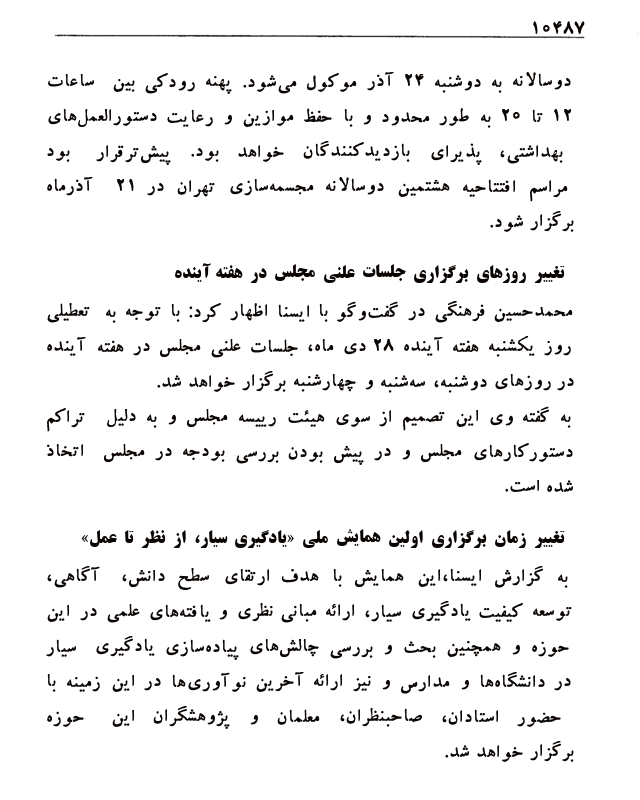 ۱۰۴۸۷
دوسالانه به دوشنبه ۲۴ آذر موکول می‌شود. پهنه رودکی بین ساعات
۱۲ تا ۲۰ به طور محدود و با حفظ موازین و رعایت دستورالعمل‌های
بهداشتی، پذیرای بازدیدکنندگان خواهد بود. پیش‌ترقرار بود
مراسم افتتاحیه هشتمین دوسالانه مجسمه‌سازی تهران در ۲۱ آذرماه
برگزار شود.
تغییر روزهای برگزاری جلسات علنی مجلس در هفته آینده
محمدحسین فرهنگی در گفت‌وگو با ایسنا اظهار کرد: با توجه به تعطیلی
روز یکشنبه هفته آینده ۲۸ دی ماه، جلسات علنی مجلس در هفته آینده
در روزهای دوشنبه، سه‌شنبه و چهارشنبه برگزار خواهد شد.
به گفته وی این تصمیم از سوی هیئت رییسه مجلس و به دلیل تراکم
دستورکارهای مجلس و در پیش بودن بررسی بودجه در مجلس اتخاذ
شده است.
تغییر زمان برگزاری اولین همایش ملی «یادگیری سیار، از نظر تا عمل»
به گزارش ایسنا،این همایش با هدف ارتقای سطح دانش، آگاهی،
توسعه کیفیت یادگیری سیار، ارائه مبانی نظری و یافته‌های علمی در این
حوزه و همچنین بحث و بررسی چالش‌های پیاده‌سازی یادگیری سیار
در دانشگاه‌ها و مدارس و نیز ارائه آخرین نوآوری‌ها در این زمینه با
حضور استادان، صاحبنظران، معلمان و پژوهشگران این حوزه
برگزار خواهد شد.